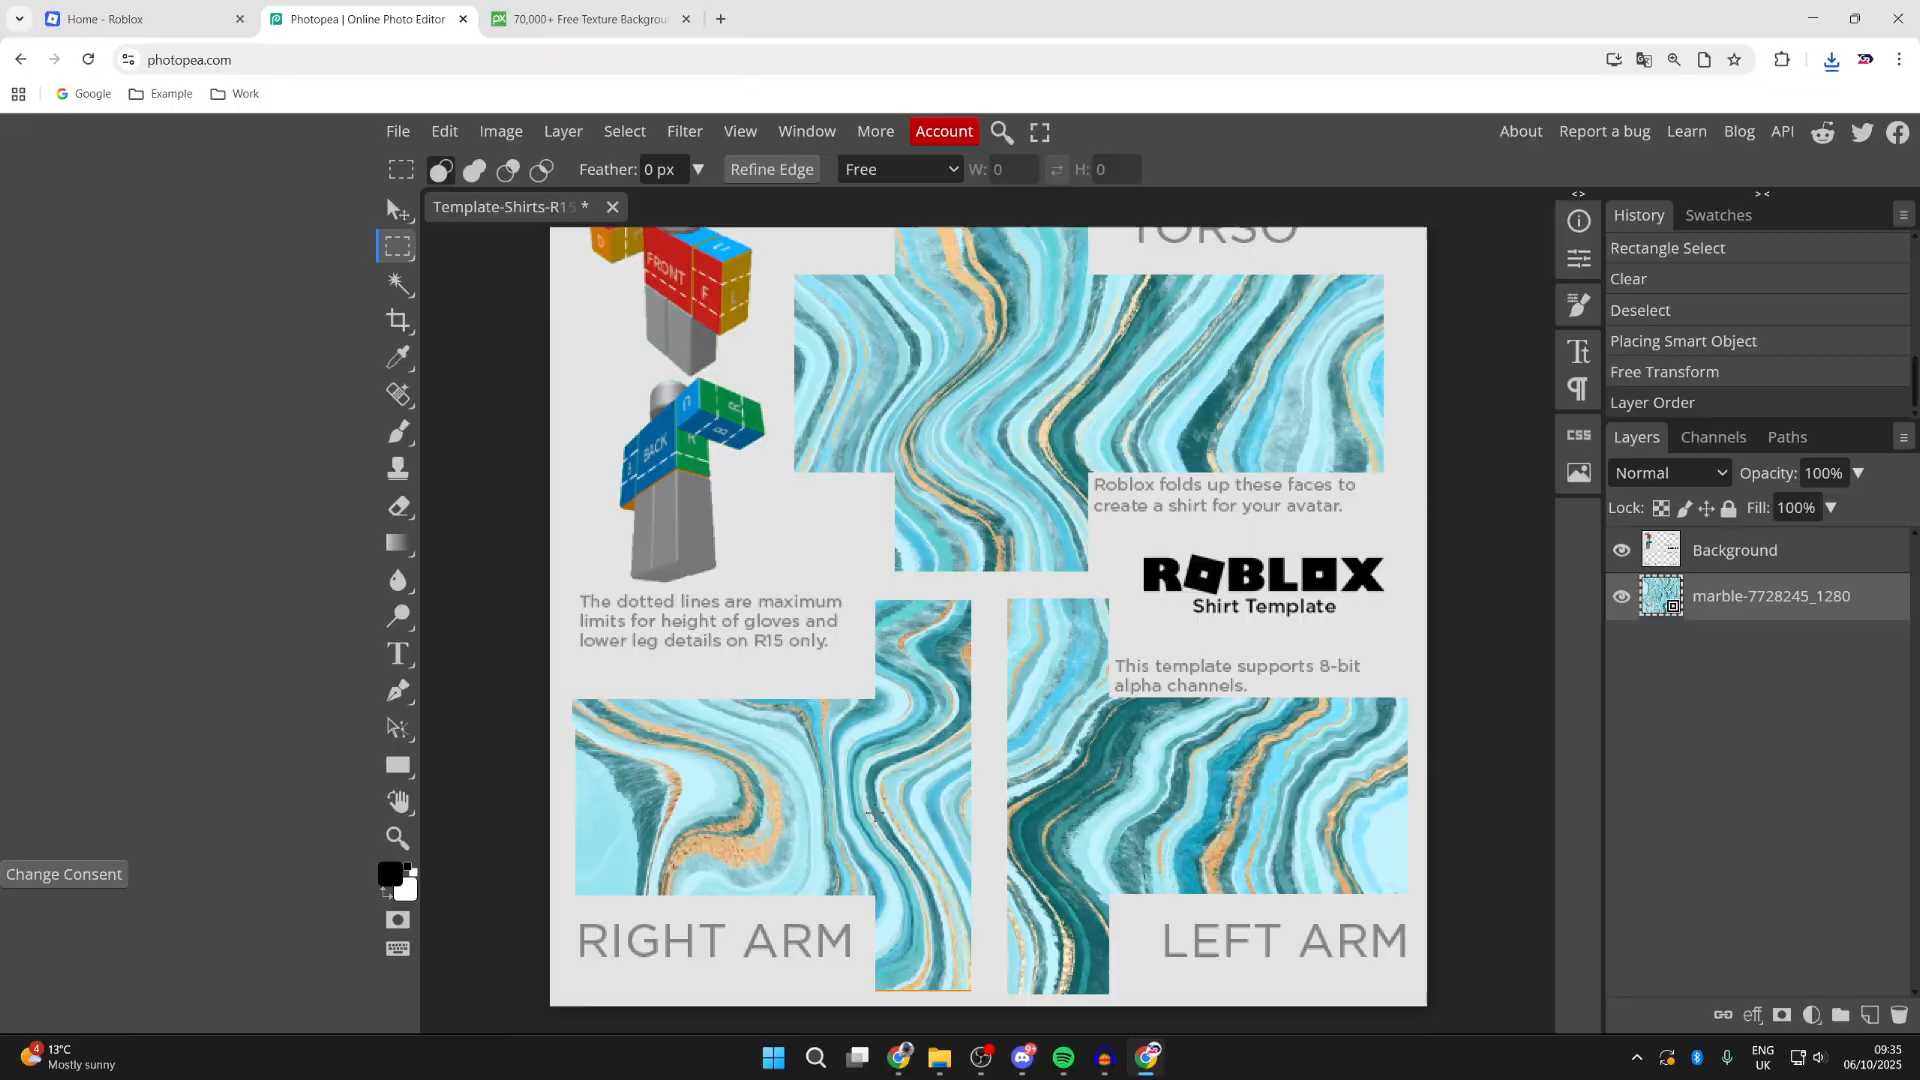 Home - Roblox
Photopea | Online Photo Editor
70,000+ Free Texture Backgrou
photopea.com
Google
Example
Work
File Edit Image Layer Select Filter View Window More Account
About Report a bug Learn Blog API
Feather: 0 px
Refine Edge
Free
W: 0
H: 0
Template-Shirts-R15 *
TORSO
FRONT
F
L
U
BACK
R
R
B
Roblox folds up these faces to
create a shirt for your avatar.
ROBLOX
Shirt Template
The dotted lines are maximum
limits for height of gloves and
lower leg details on R15 only.
This template supports 8-bit
alpha channels.
RIGHT ARM
LEFT ARM
Change Consent
History Swatches
Rectangle Select
Clear
Deselect
Placing Smart Object
Free Transform
Layer Order
CSS
Layers Channels Paths
Normal
Opacity: 100%
Lock:
Fill: 100%
Background
marble-7728245_1280
eff
4
13°C
Mostly sunny
9+
ENG
UK
09:35
06/10/2025